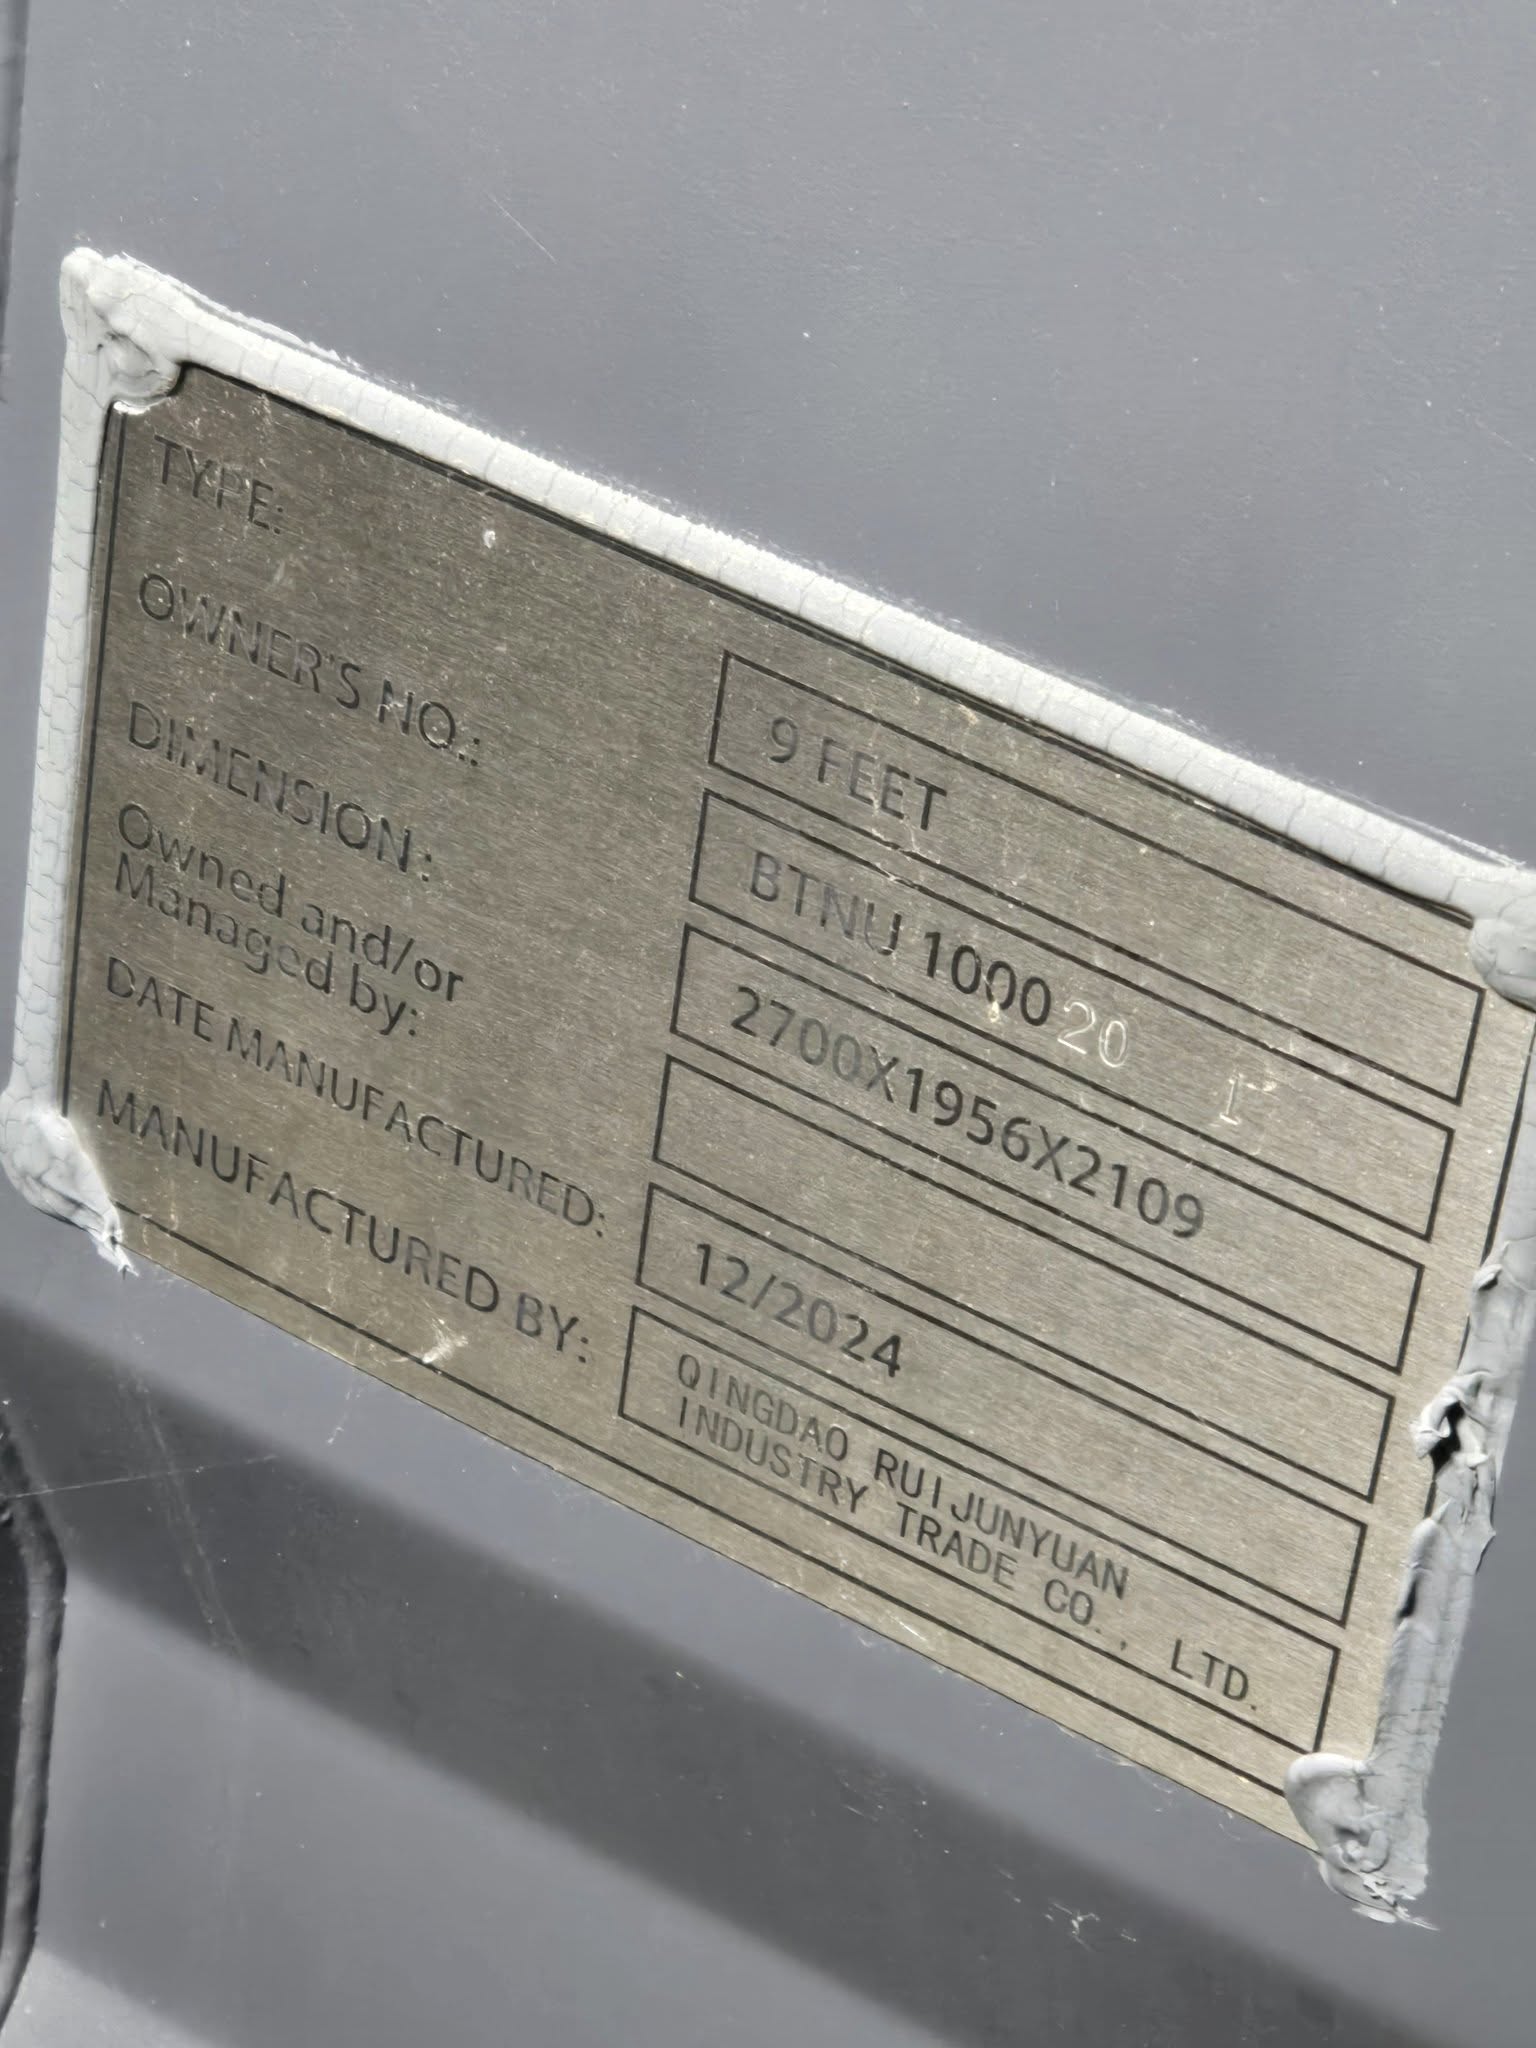 TYPE: 9 FEET
OWNER'S NO.: BTNU 100020 1
DIMENSION: 2700X1956X2109
Owned and/or
Managed by:
DATE MANUFACTURED: 12/2024
MANUFACTURED BY: QINGDAO RUIJUNYUAN
INDUSTRY TRADE CO., LTD.